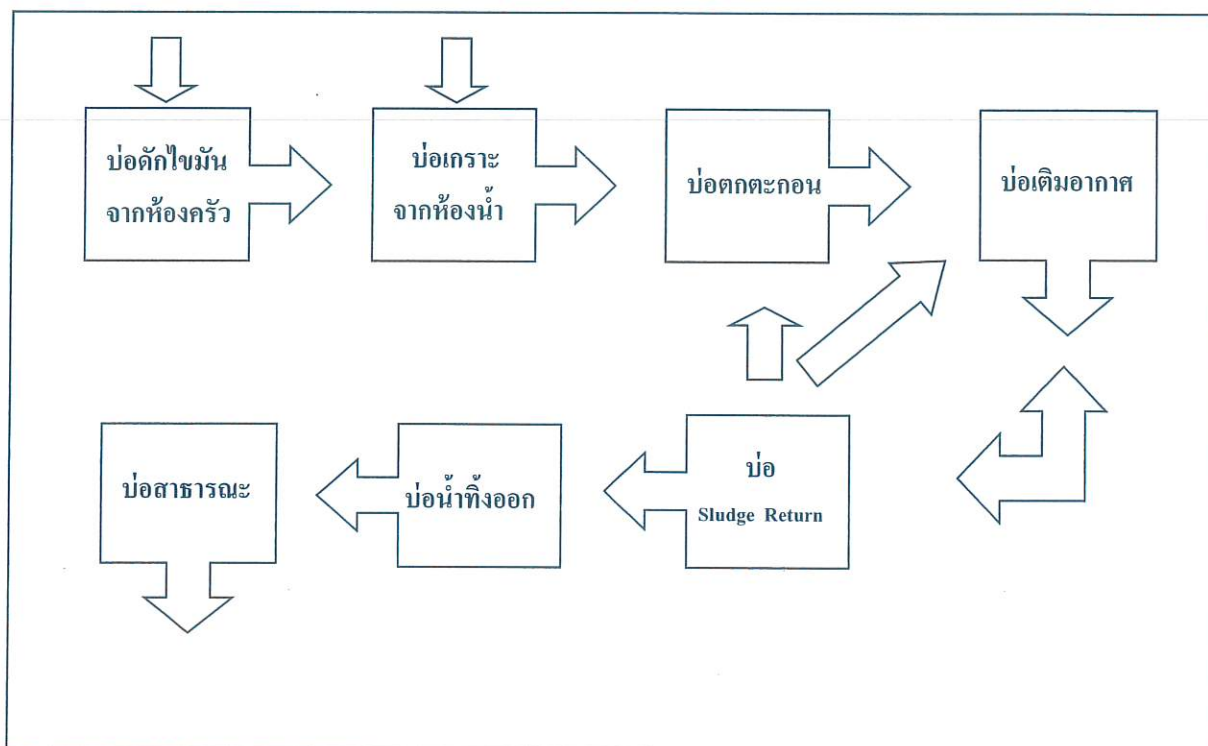 บ่อดักไขมัน
จากห้องครัว
บ่อเกราะ
จากห้องน้ำ
บ่อตกตะกอน
บ่อเติมอากาศ
บ่อสาธารณะ
บ่อน้ำทิ้งออก
บ่อ
Sludge Return